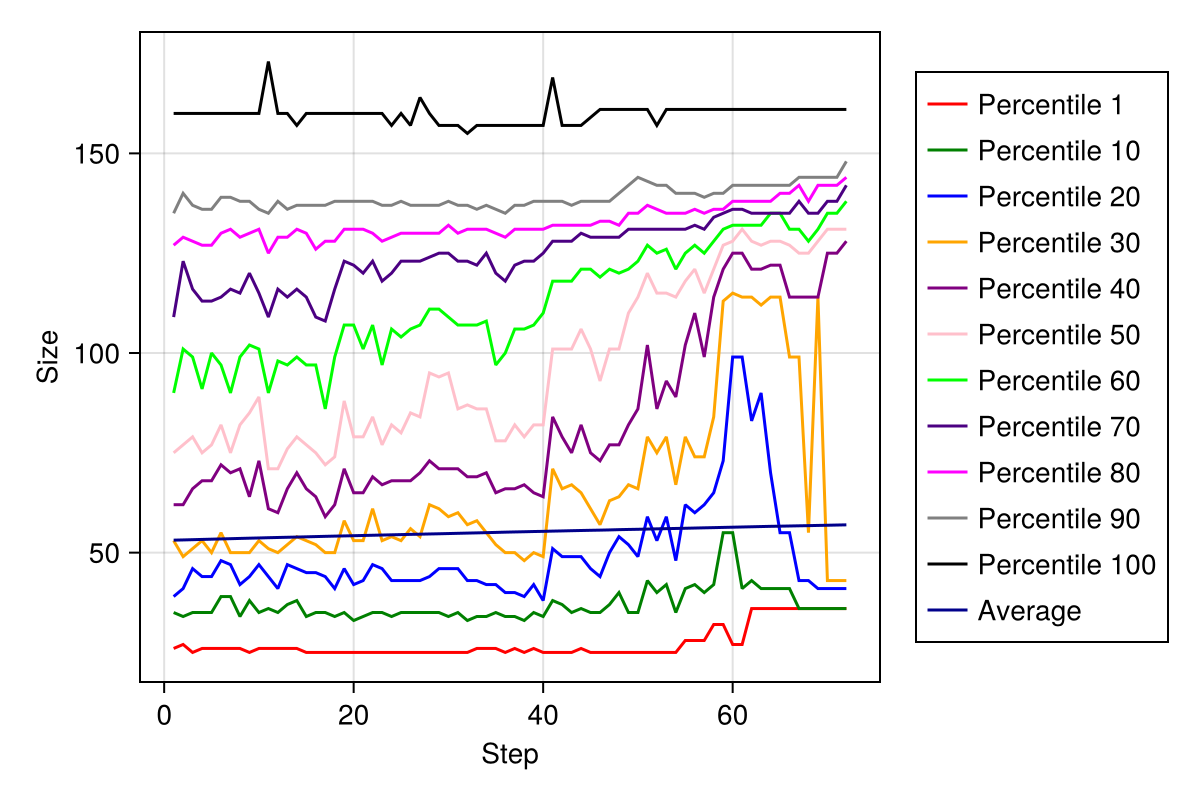 150
100
50
0
20
40
60
Size
Step
Percentile 1
Percentile 10
Percentile 20
Percentile 30
Percentile 40
Percentile 50
Percentile 60
Percentile 70
Percentile 80
Percentile 90
Percentile 100
Average